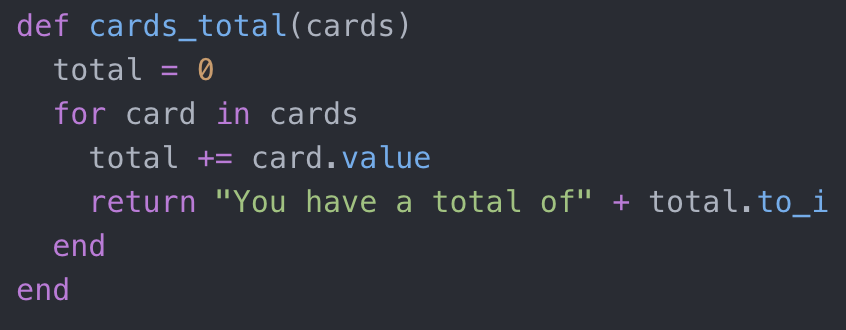 def cards_total(cards)
  total = 0
  for card in cards
    total += card.value
    return "You have a total of" + total.to_i
  end
end